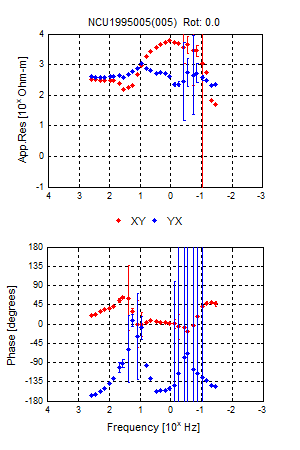 NCU1995005(005) Rot: 0.0
App.Res [10ˣ Ohm-m]
4
3
2
1
0
-1
4 3 2 1 0 -1 -2 -3
XY YX
Phase [degrees]
180
135
90
45
0
-45
-90
-135
-180
4 3 2 1 0 -1 -2 -3
Frequency [10ˣ Hz]